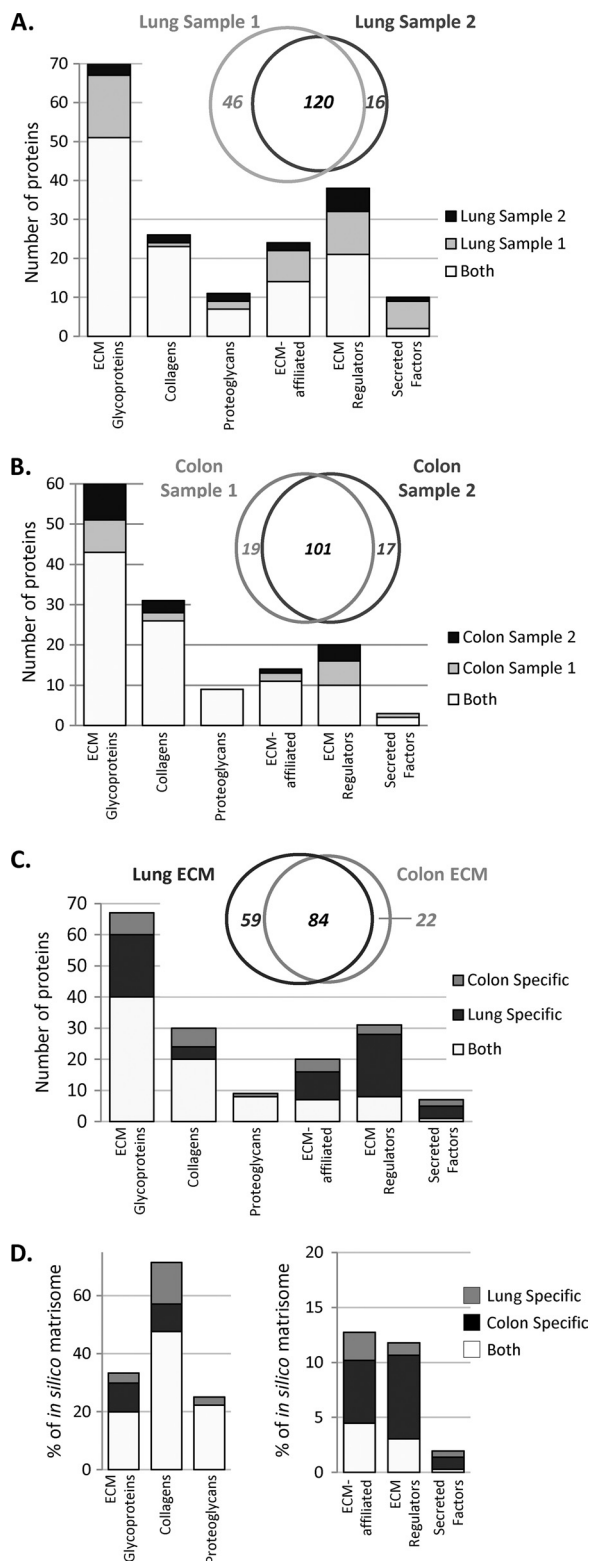 A.
Lung Sample 1
Lung Sample 2
46
120
16
Number of proteins
70
60
50
40
30
20
10
0
Lung Sample 2
Lung Sample 1
Both
ECM
Glycoproteins
Collagens
Proteoglycans
ECM-
affiliated
ECM
Regulators
Secreted
Factors
B.
Colon
Sample 1
Colon
Sample 2
19
101
17
Number of proteins
60
50
40
30
20
10
0
Colon Sample 2
Colon Sample 1
Both
ECM
Glycoproteins
Collagens
Proteoglycans
ECM-
affiliated
ECM
Regulators
Secreted
Factors
C.
Lung ECM
Colon ECM
59
84
22
Number of proteins
70
60
50
40
30
20
10
0
Colon Specific
Lung Specific
Both
ECM
Glycoproteins
Collagens
Proteoglycans
ECM-
affiliated
ECM
Regulators
Secreted
Factors
D.
% of in silico matrisome
60
40
20
0
ECM
Glycoproteins
Collagens
Proteoglycans
% of in silico matrisome
20
15
10
5
0
Lung Specific
Colon Specific
Both
ECM-
affiliated
ECM
Regulators
Secreted
Factors